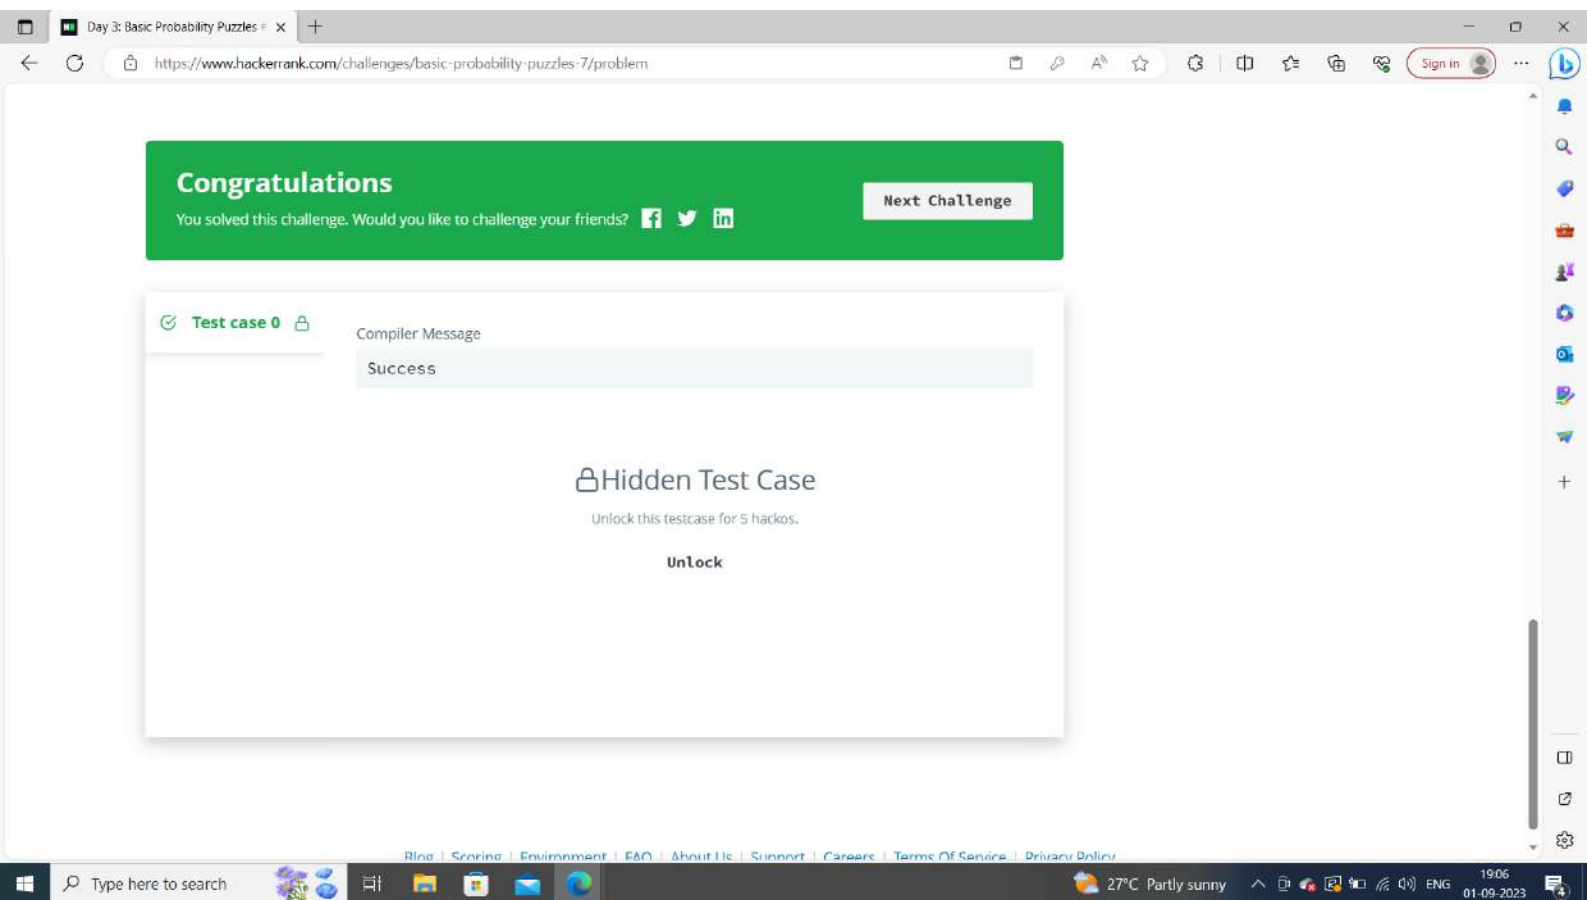 Day 3: Basic Probability Puzzles
https://www.hackerrank.com/challenges/basic-probability-puzzles-7/problem
Sign in
Congratulations
You solved this challenge. Would you like to challenge your friends?
Next Challenge
Test case 0
Compiler Message
Success
Hidden Test Case
Unlock this testcase for 5 hackos.
Unlock
Blog | Scoring | Environment | FAQ | About Us | Support | Careers | Terms Of Service | Privacy Policy
Type here to search
27°C Partly sunny
ENG
19:06
01-09-2023
4